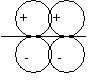 + +
- -